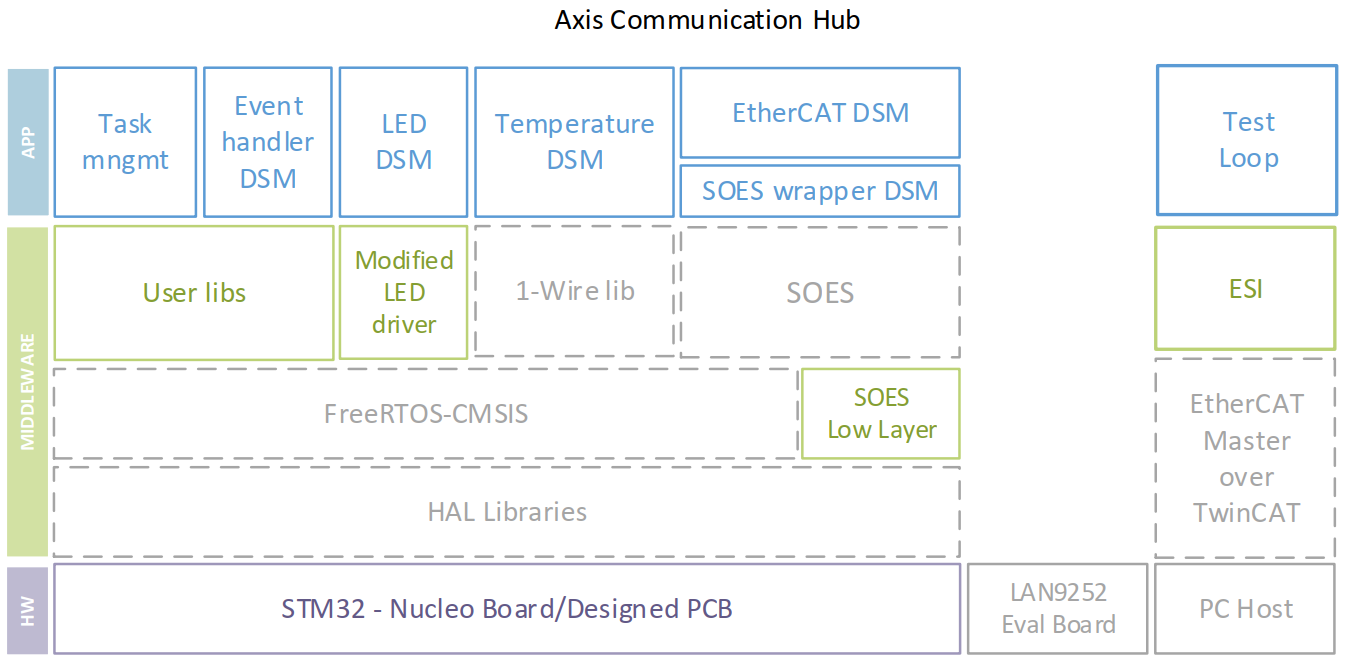 Axis Communication Hub
APP
Task
mngmt
Event
handler
DSM
LED
DSM
Temperature
DSM
EtherCAT DSM
SOES wrapper DSM
Test
Loop
MIDDLEWARE
User libs
Modified
LED
driver
1-Wire lib
SOES
ESI
FreeRTOS-CMSIS
SOES
Low Layer
EtherCAT
Master
over
TwinCAT
HAL Libraries
HW
STM32 - Nucleo Board/Designed PCB
LAN9252
Eval Board
PC Host